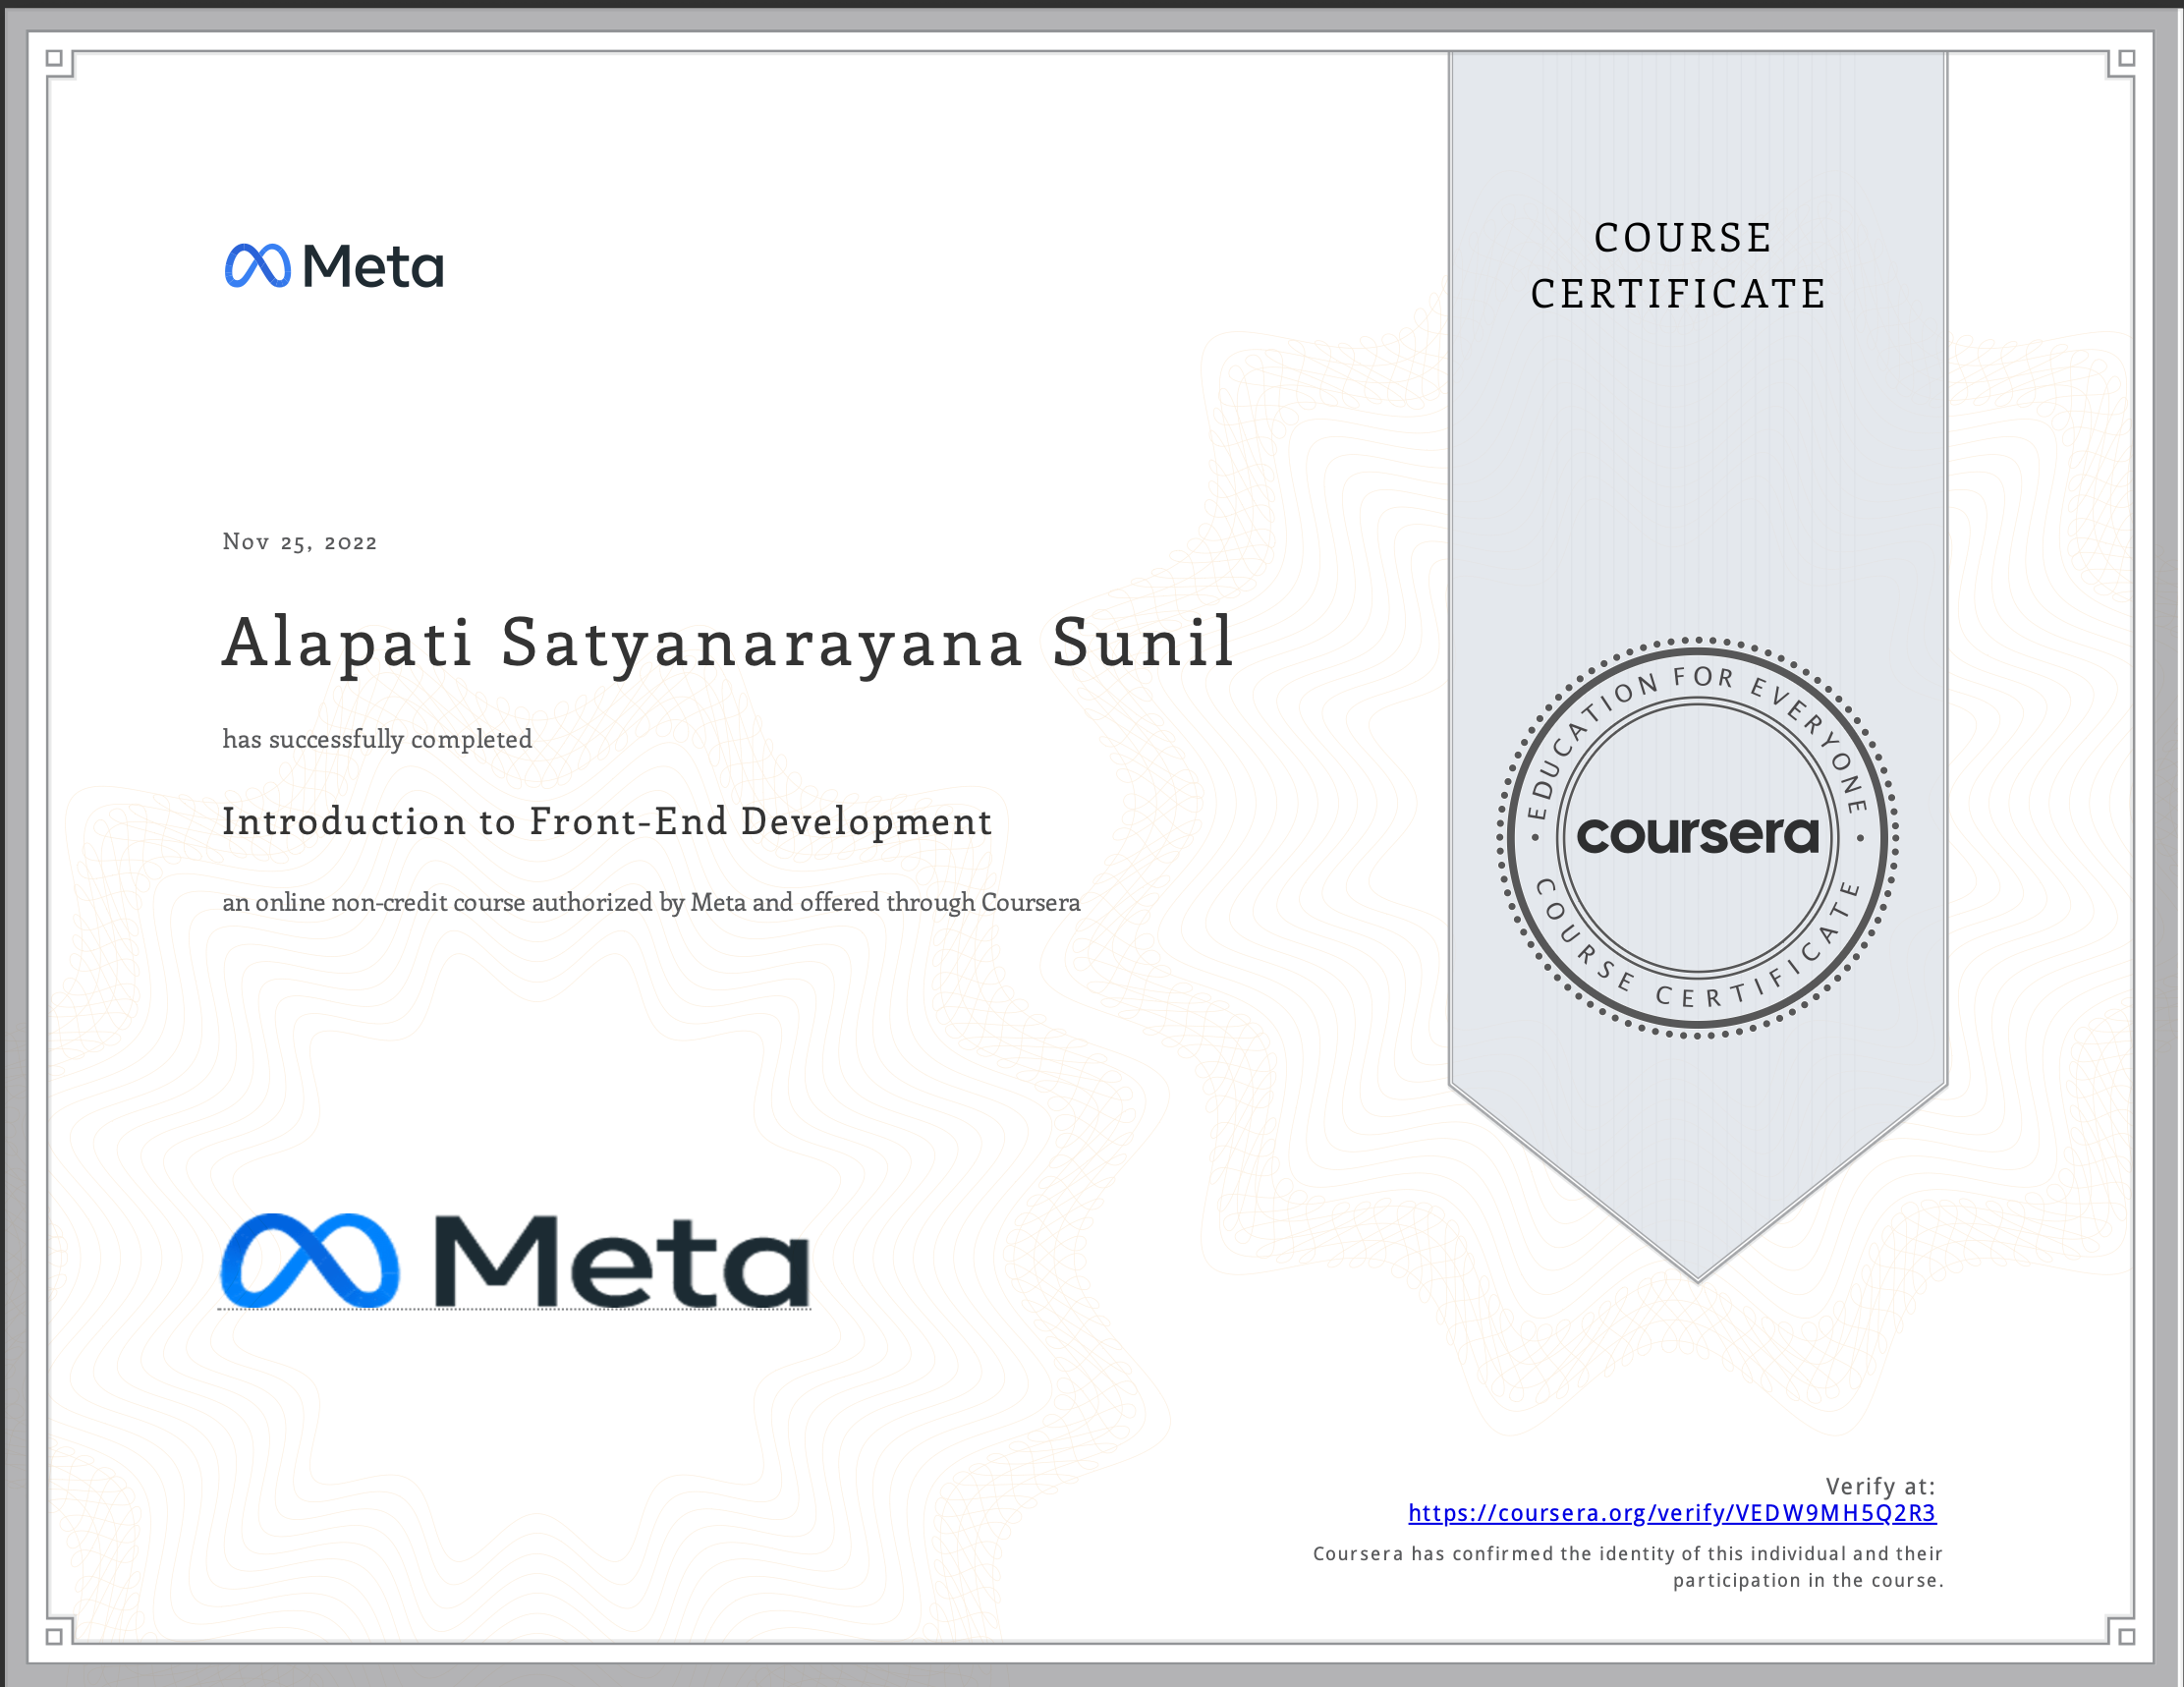 Meta
COURSE
CERTIFICATE
Nov 25, 2022
Alapati Satyanarayana Sunil
has successfully completed
Introduction to Front-End Development
an online non-credit course authorized by Meta and offered through Coursera
EDUCATION FOR EVERYONE
coursera
COURSE CERTIFICATE
Meta
Verify at:
https://coursera.org/verify/VEDW9MH5Q2R3
Coursera has confirmed the identity of this individual and their
participation in the course.